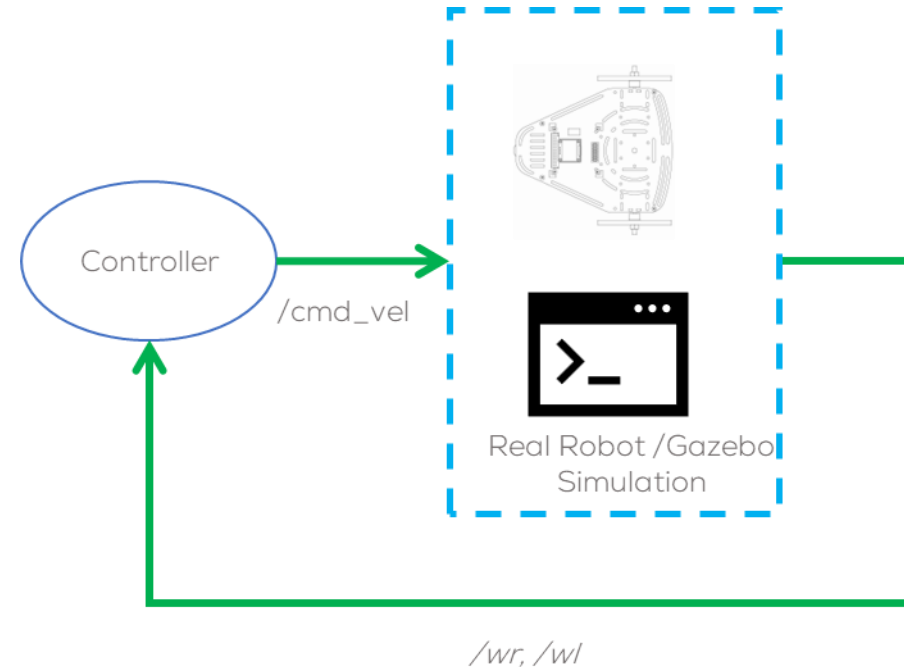 Controller
/cmd_vel
>_
Real Robot /Gazebo
Simulation
/wr, /wl